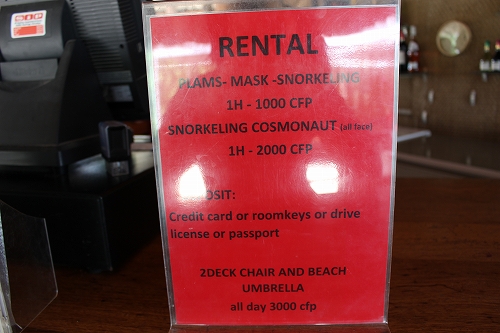 RENTAL
PLAMS- MASK -SNORKELING
1H - 1000 CFP
SNORKELING COSMONAUT (all face)
1H - 2000 CFP
Credit card or roomkeys or drive
license or passport
2DECK CHAIR AND BEACH
UMBRELLA
all day 3000 cfp